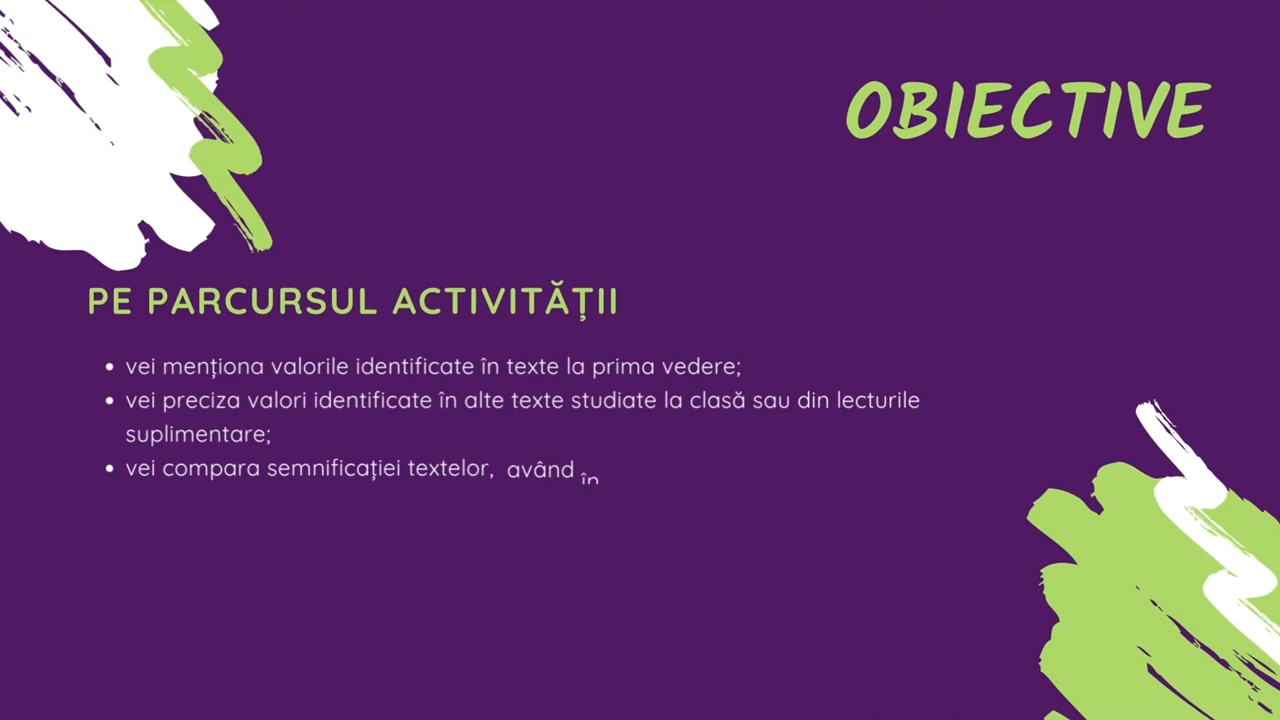 OBIECTIVE
PE PARCURSUL ACTIVITĂȚII
• vei menționa valorile identificate în texte la prima vedere;
• vei preciza valori identificate în alte texte studiate la clasă sau din lecturile
suplimentare;
• vei compara semnificației textelor, având în